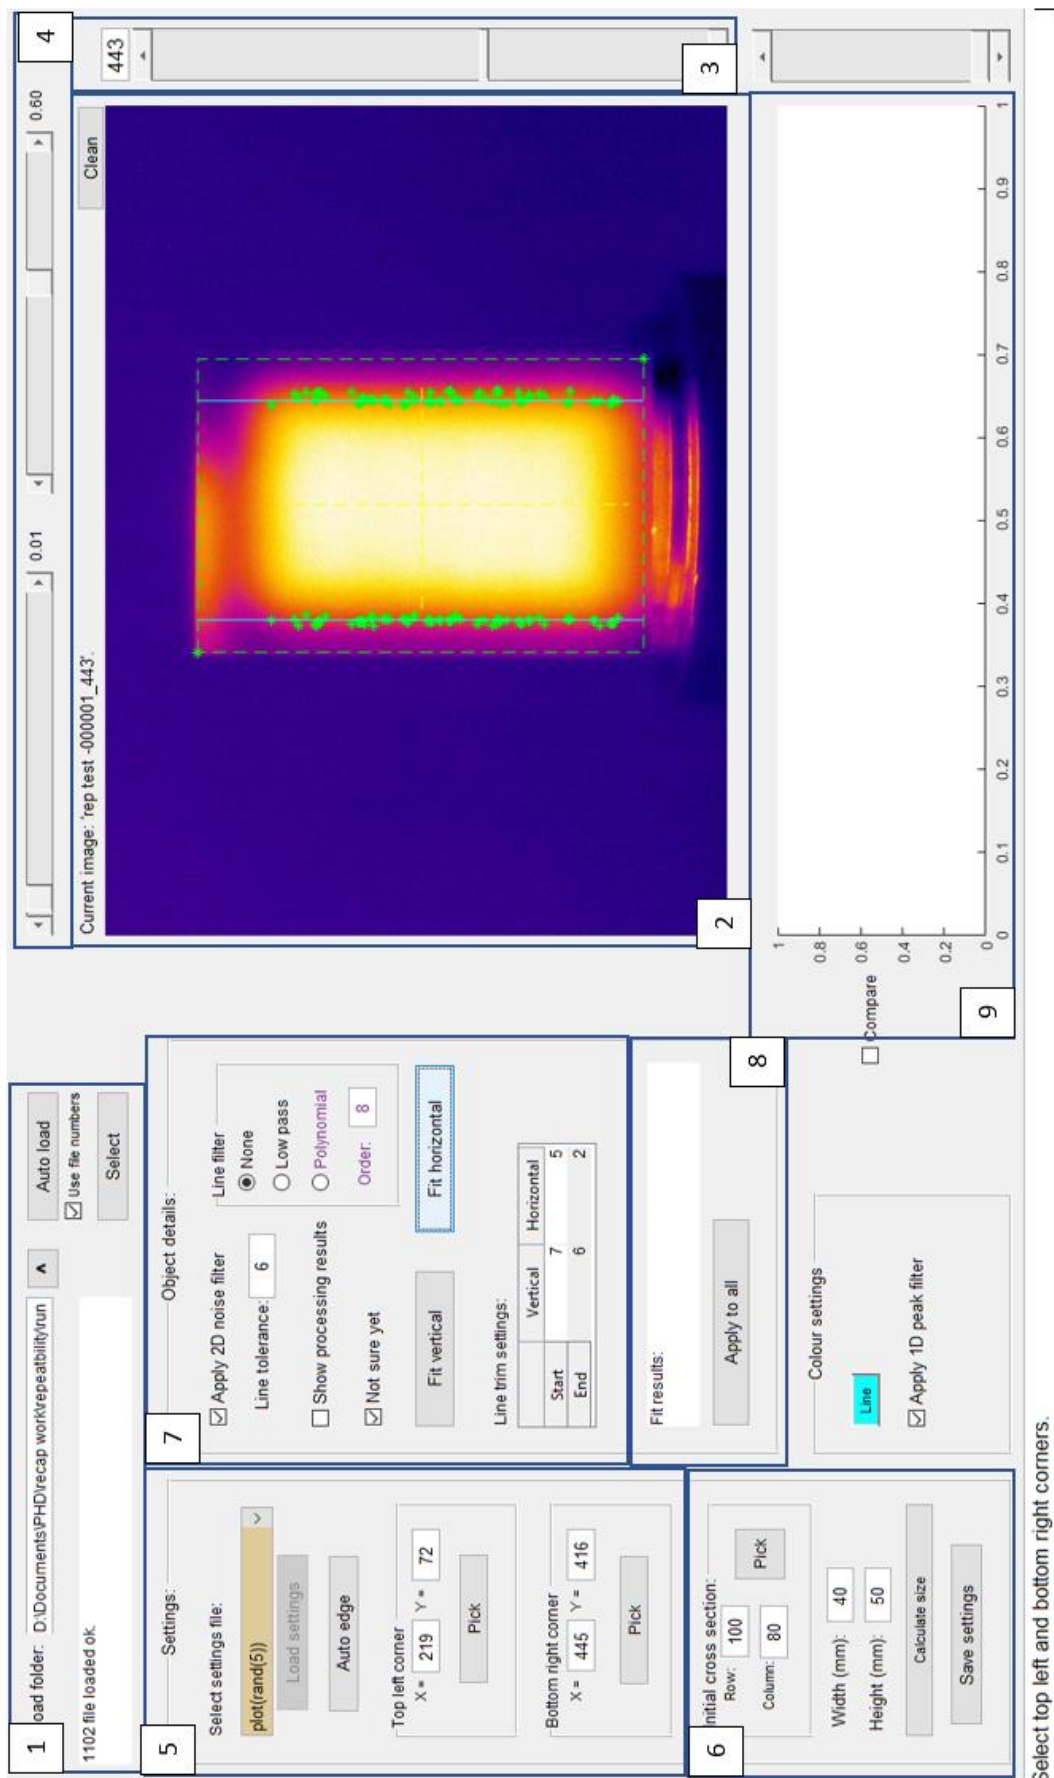 1
oad folder: D:\Documents\PHD\recap work\repeatbility\run
^
Auto load
1102 file loaded ok.
Use file numbers
Select
5
Settings:
Select settings file:
plot(rand(5))
Load settings
Auto edge
Top left corner
X = 219 Y = 72
Pick
Bottom right corner
X = 445 Y = 416
Pick
6
nitial cross section:
Row: 100
Column: 80
Pick
Width (mm): 40
Height (mm): 50
Calculate size
Save settings
7
Object details:
Apply 2D noise filter
Line tolerance: 6
Show processing results
Not sure yet
Line filter
None
Low pass
Polynomial
Order: 8
Fit vertical
Fit horizontal
Line trim settings:
Vertical Horizontal
Start 7 5
End 6 2
8
Fit results:
Apply to all
Colour settings
Line
Apply 1D peak filter
4
0.01
0.60
Current image: 'rep test -000001_443'.
Clean
443
2
3
Compare
9
1
0.8
0.6
0.4
0.2
0
0 0.1 0.2 0.3 0.4 0.5 0.6 0.7 0.8 0.9 1
Select top left and bottom right corners.